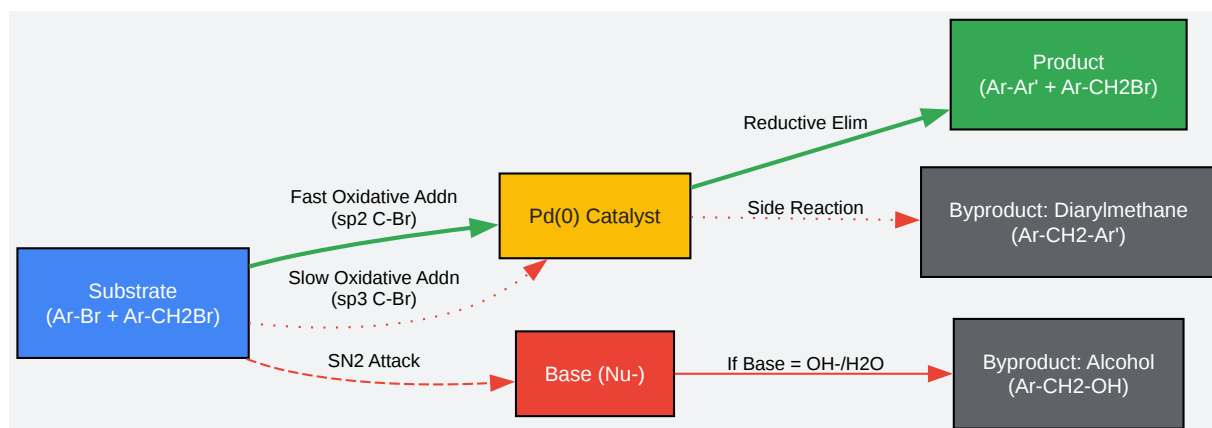 Product
(Ar-Ar' + Ar-CH2Br)
Reductive Elim
Fast Oxidative Addn
(sp2 C-Br)
Pd(0) Catalyst
Side Reaction
Byproduct: Diarylmethane
(Ar-CH2-Ar')
Slow Oxidative Addn
(sp3 C-Br)
Substrate
(Ar-Br + Ar-CH2Br)
SN2 Attack
Base (Nu-)
If Base = OH-/H2O
Byproduct: Alcohol
(Ar-CH2-OH)